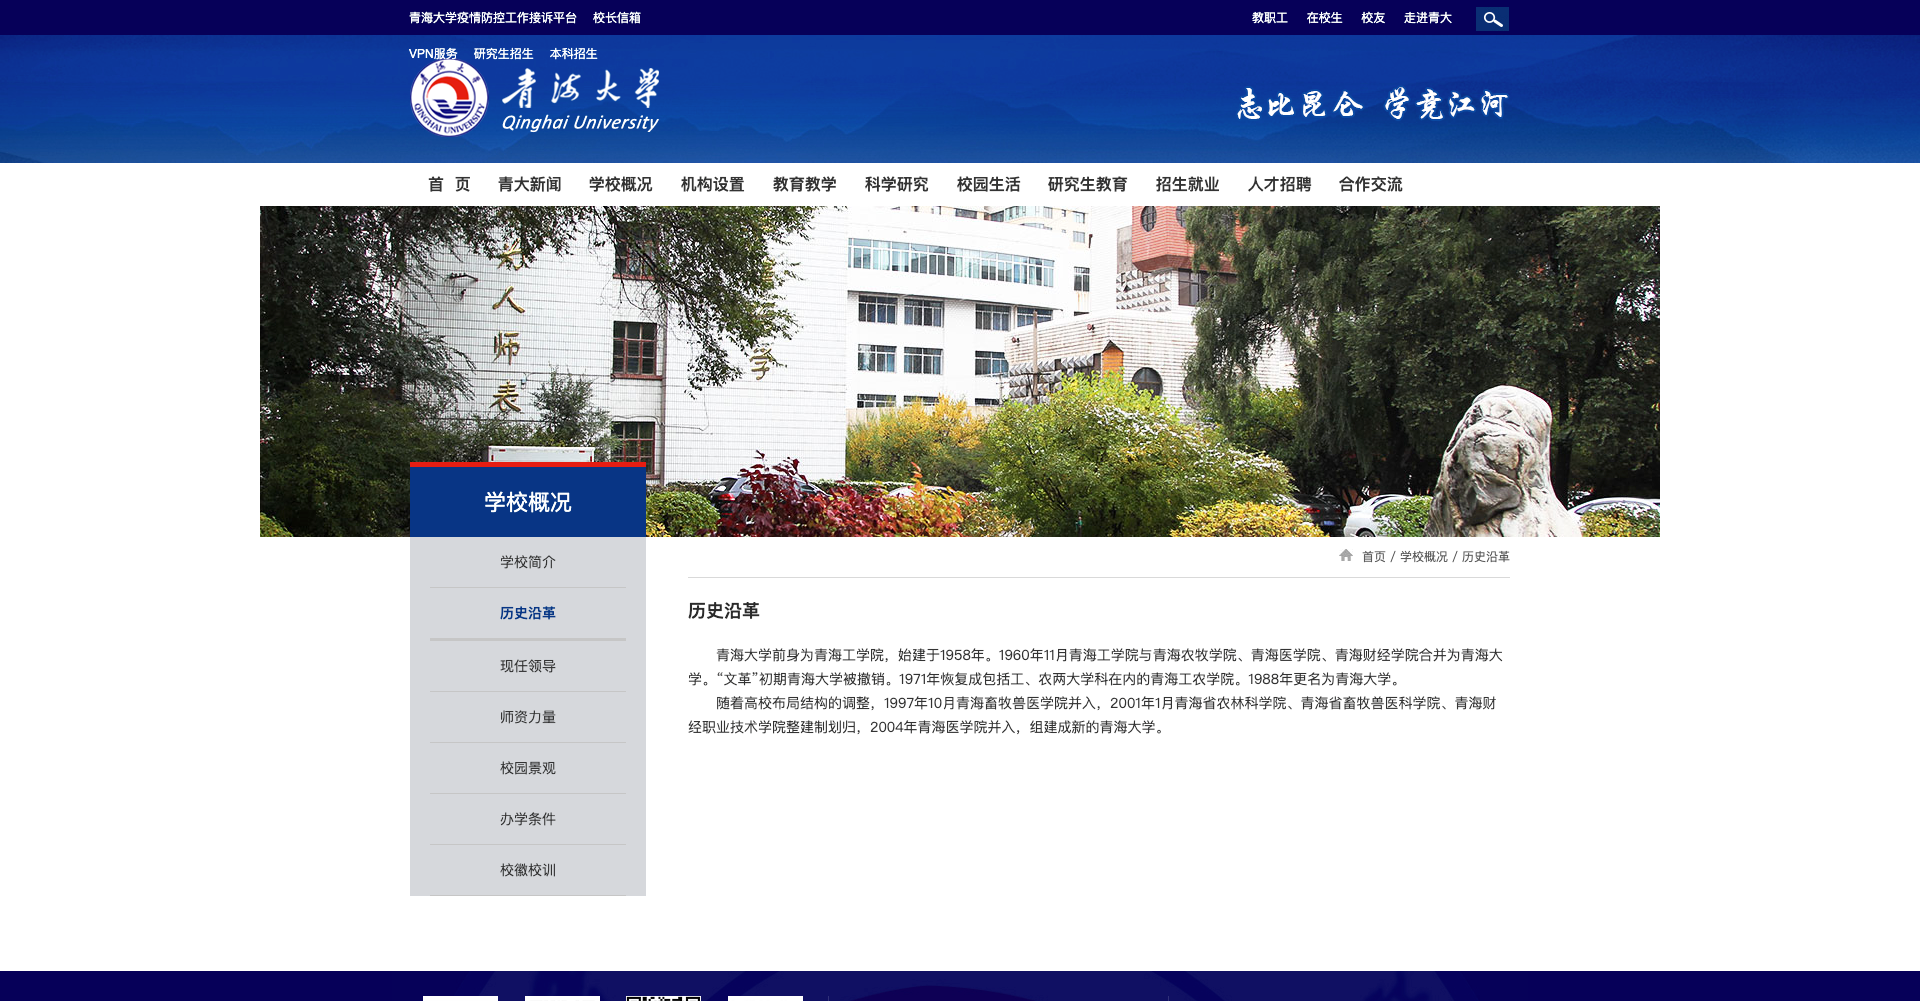 青海大学疫情防控工作接诉平台 校长信箱
教职工 在校生 校友 走进青大
VPN服务 研究生招生 本科招生
青海大学
QINGHAI UNIVERSITY
青海大学
Qinghai University
志比昆仑 学竞江河
首 页 青大新闻 学校概况 机构设置 教育教学 科学研究 校园生活 研究生教育 招生就业 人才招聘 合作交流
人师表
学
学校概况
学校简介
历史沿革
现任领导
师资力量
校园景观
办学条件
校徽校训
首页 / 学校概况 / 历史沿革
历史沿革
青海大学前身为青海工学院，始建于1958年。1960年11月青海工学院与青海农牧学院、青海医学院、青海财经学院合并为青海大
学。“文革”初期青海大学被撤销。1971年恢复成包括工、农两大学科在内的青海工农学院。1988年更名为青海大学。
随着高校布局结构的调整，1997年10月青海畜牧兽医学院并入，2001年1月青海省农林科学院、青海省畜牧兽医科学院、青海财
经职业技术学院整建制划归，2004年青海医学院并入，组建成新的青海大学。